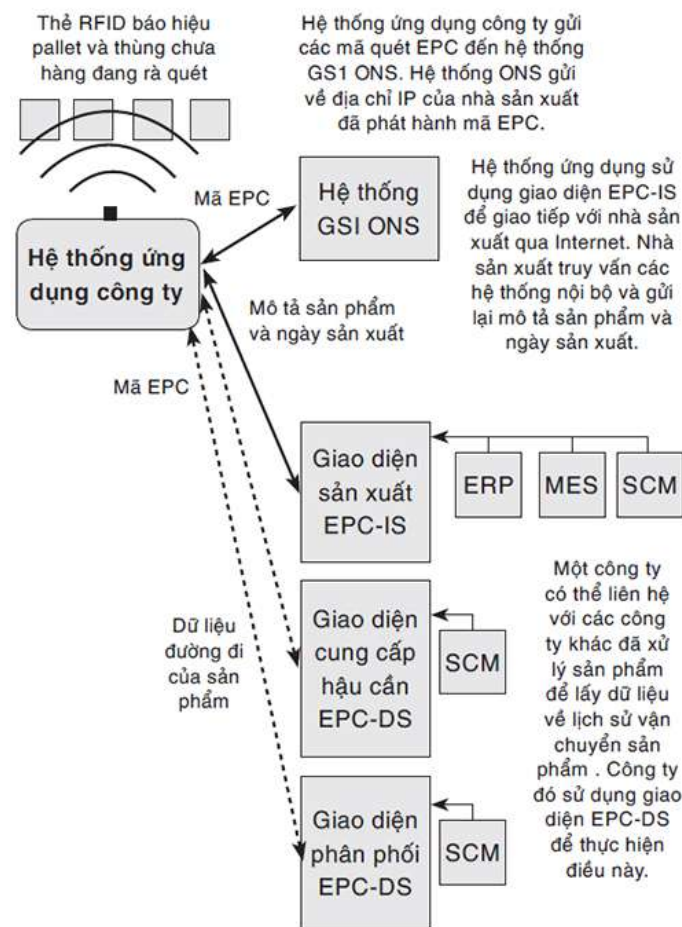 Thẻ RFID báo hiệu
pallet và thùng chưa
hàng đang rà quét
Hệ thống ứng dụng công ty gửi
các mã quét EPC đến hệ thống
GS1 ONS. Hệ thống ONS gửi
về địa chỉ IP của nhà sản xuất
đã phát hành mã EPC.
Mã EPC
Hệ thống
GSI ONS
Hệ thống ứng dụng sử
dụng giao diện EPC-IS
để giao tiếp với nhà sản
xuất qua Internet. Nhà
sản xuất truy vấn các
hệ thống nội bộ và gửi
lại mô tả sản phẩm và
ngày sản xuất.
Hệ thống ứng
dụng công ty
Mô tả sản phẩm
và ngày sản xuất
Mã EPC
Giao diện
sản xuất
EPC-IS
ERP
MES
SCM
Dữ liệu
đường đi
của sản
phẩm
Giao diện
cung cấp
hậu cần
EPC-DS
SCM
Một công ty
có thể liên hệ
với các công
ty khác đã xử
lý sản phẩm
để lấy dữ liệu
về lịch sử vận
chuyển sản
phẩm . Công ty
đó sử dụng giao
diện EPC-DS
để thực hiện
điều này.
Giao diện
phân phối
EPC-DS
SCM